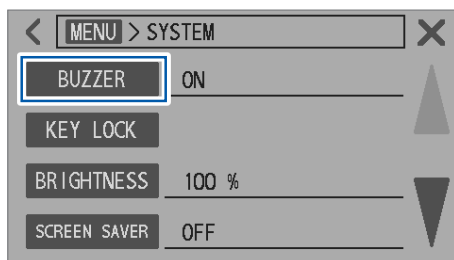 MENU > SYSTEM
BUZZER ON
KEY LOCK
BRIGHTNESS 100 %
SCREEN SAVER OFF